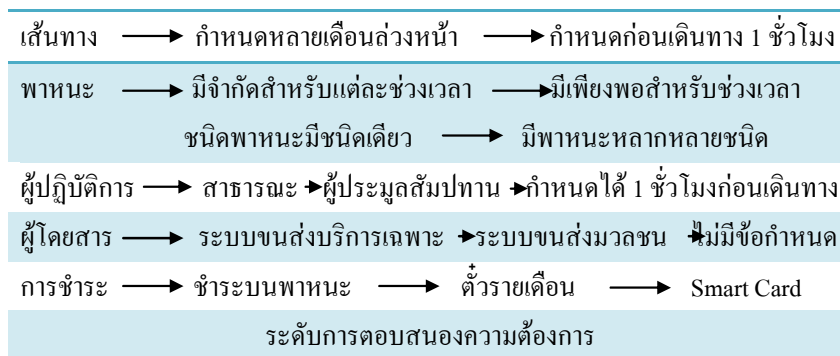 เส้นทาง → กำหนดหลายเดือนล่วงหน้า → กำหนดก่อนเดินทาง 1 ชั่วโมง
พาหนะ → มีจำกัดสำหรับแต่ละช่วงเวลา → มีเพียงพอสำหรับช่วงเวลา
ชนิดพาหนะมีชนิดเดียว → มีพาหนะหลากหลายชนิด
ผู้ปฏิบัติการ → สาธารณะ → ผู้ประมูลสัมปทาน → กำหนดได้ 1 ชั่วโมงก่อนเดินทาง
ผู้โดยสาร → ระบบขนส่งบริการเฉพาะ → ระบบขนส่งมวลชน → ไม่มีข้อกำหนด
การชำระ → ชำระบนพาหนะ → ตั๋วรายเดือน → Smart Card
ระดับการตอบสนองความต้องการ